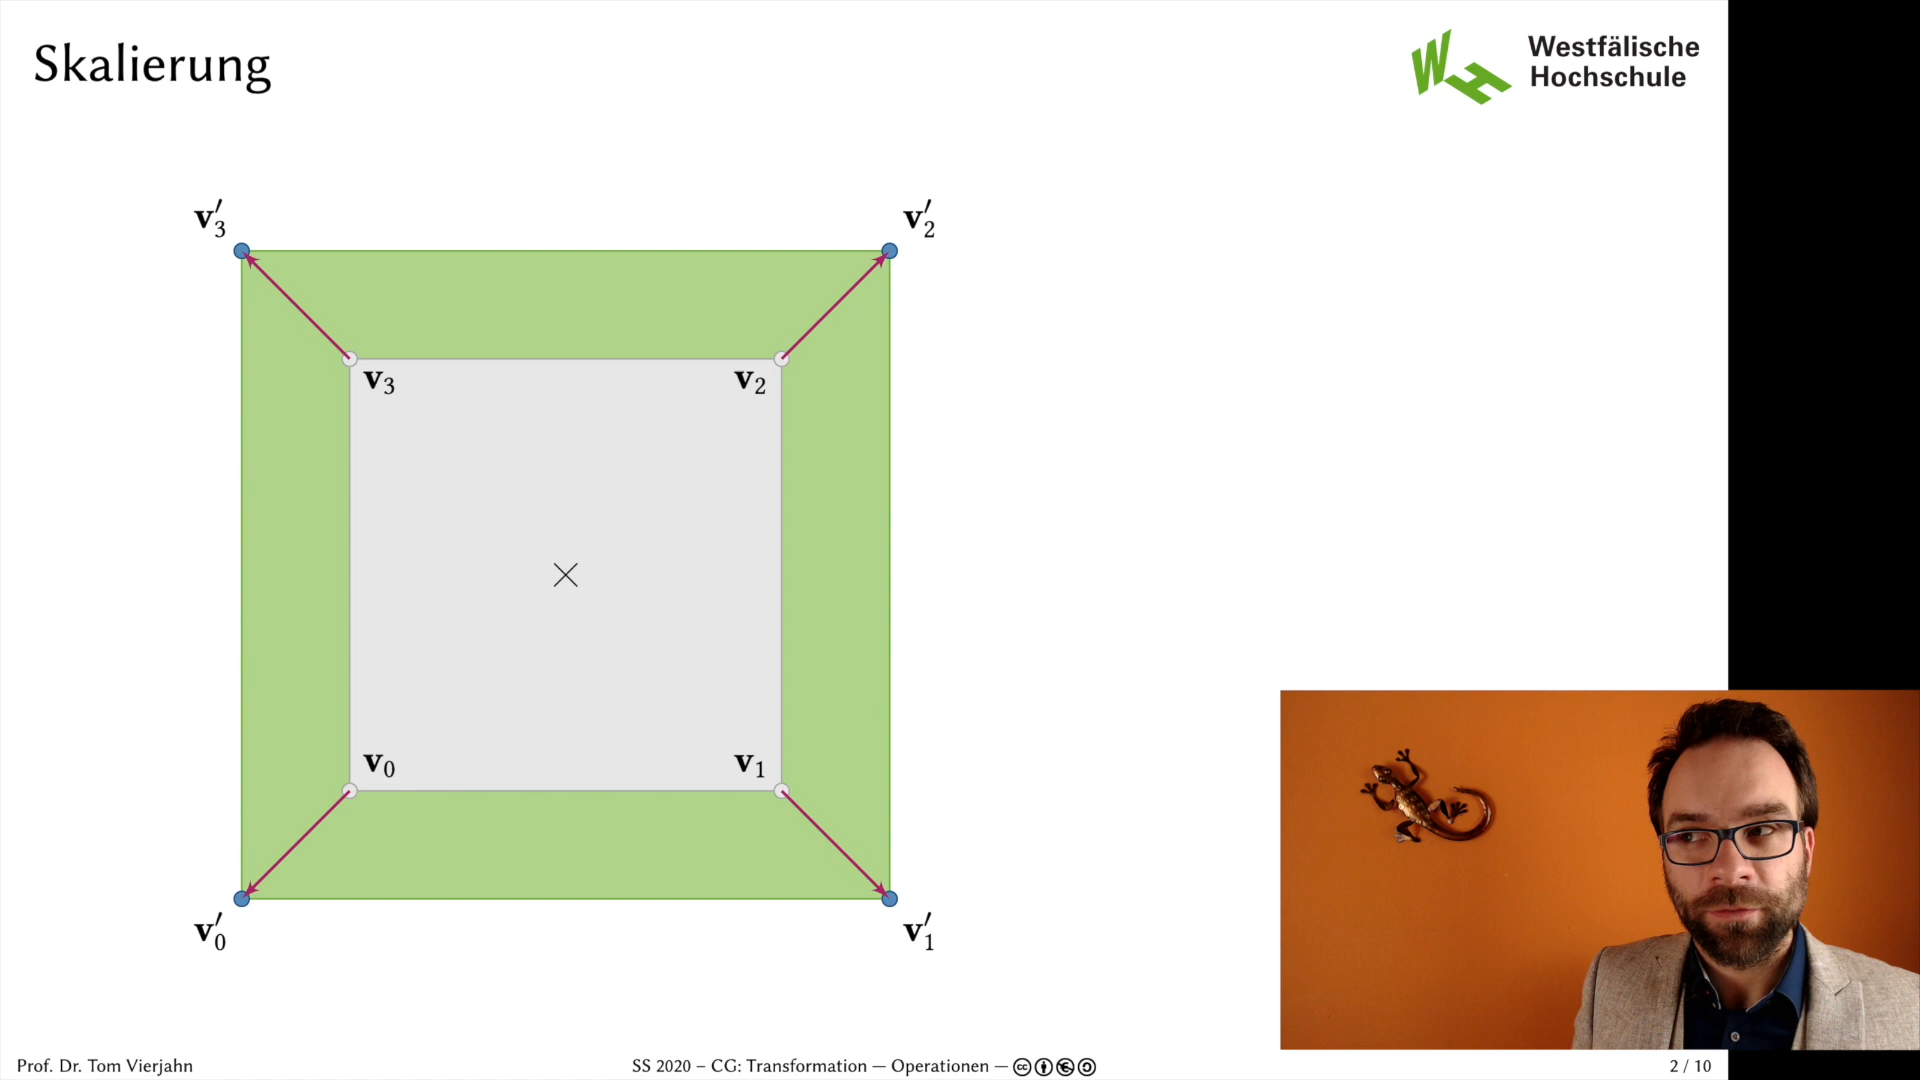 Skalierung
Westfälische
Hochschule
v′3
v′2
v3
v2
v0
v1
v′0
v′1
Prof. Dr. Tom Vierjahn
SS 2020 – CG: Transformation — Operationen —
2 / 10